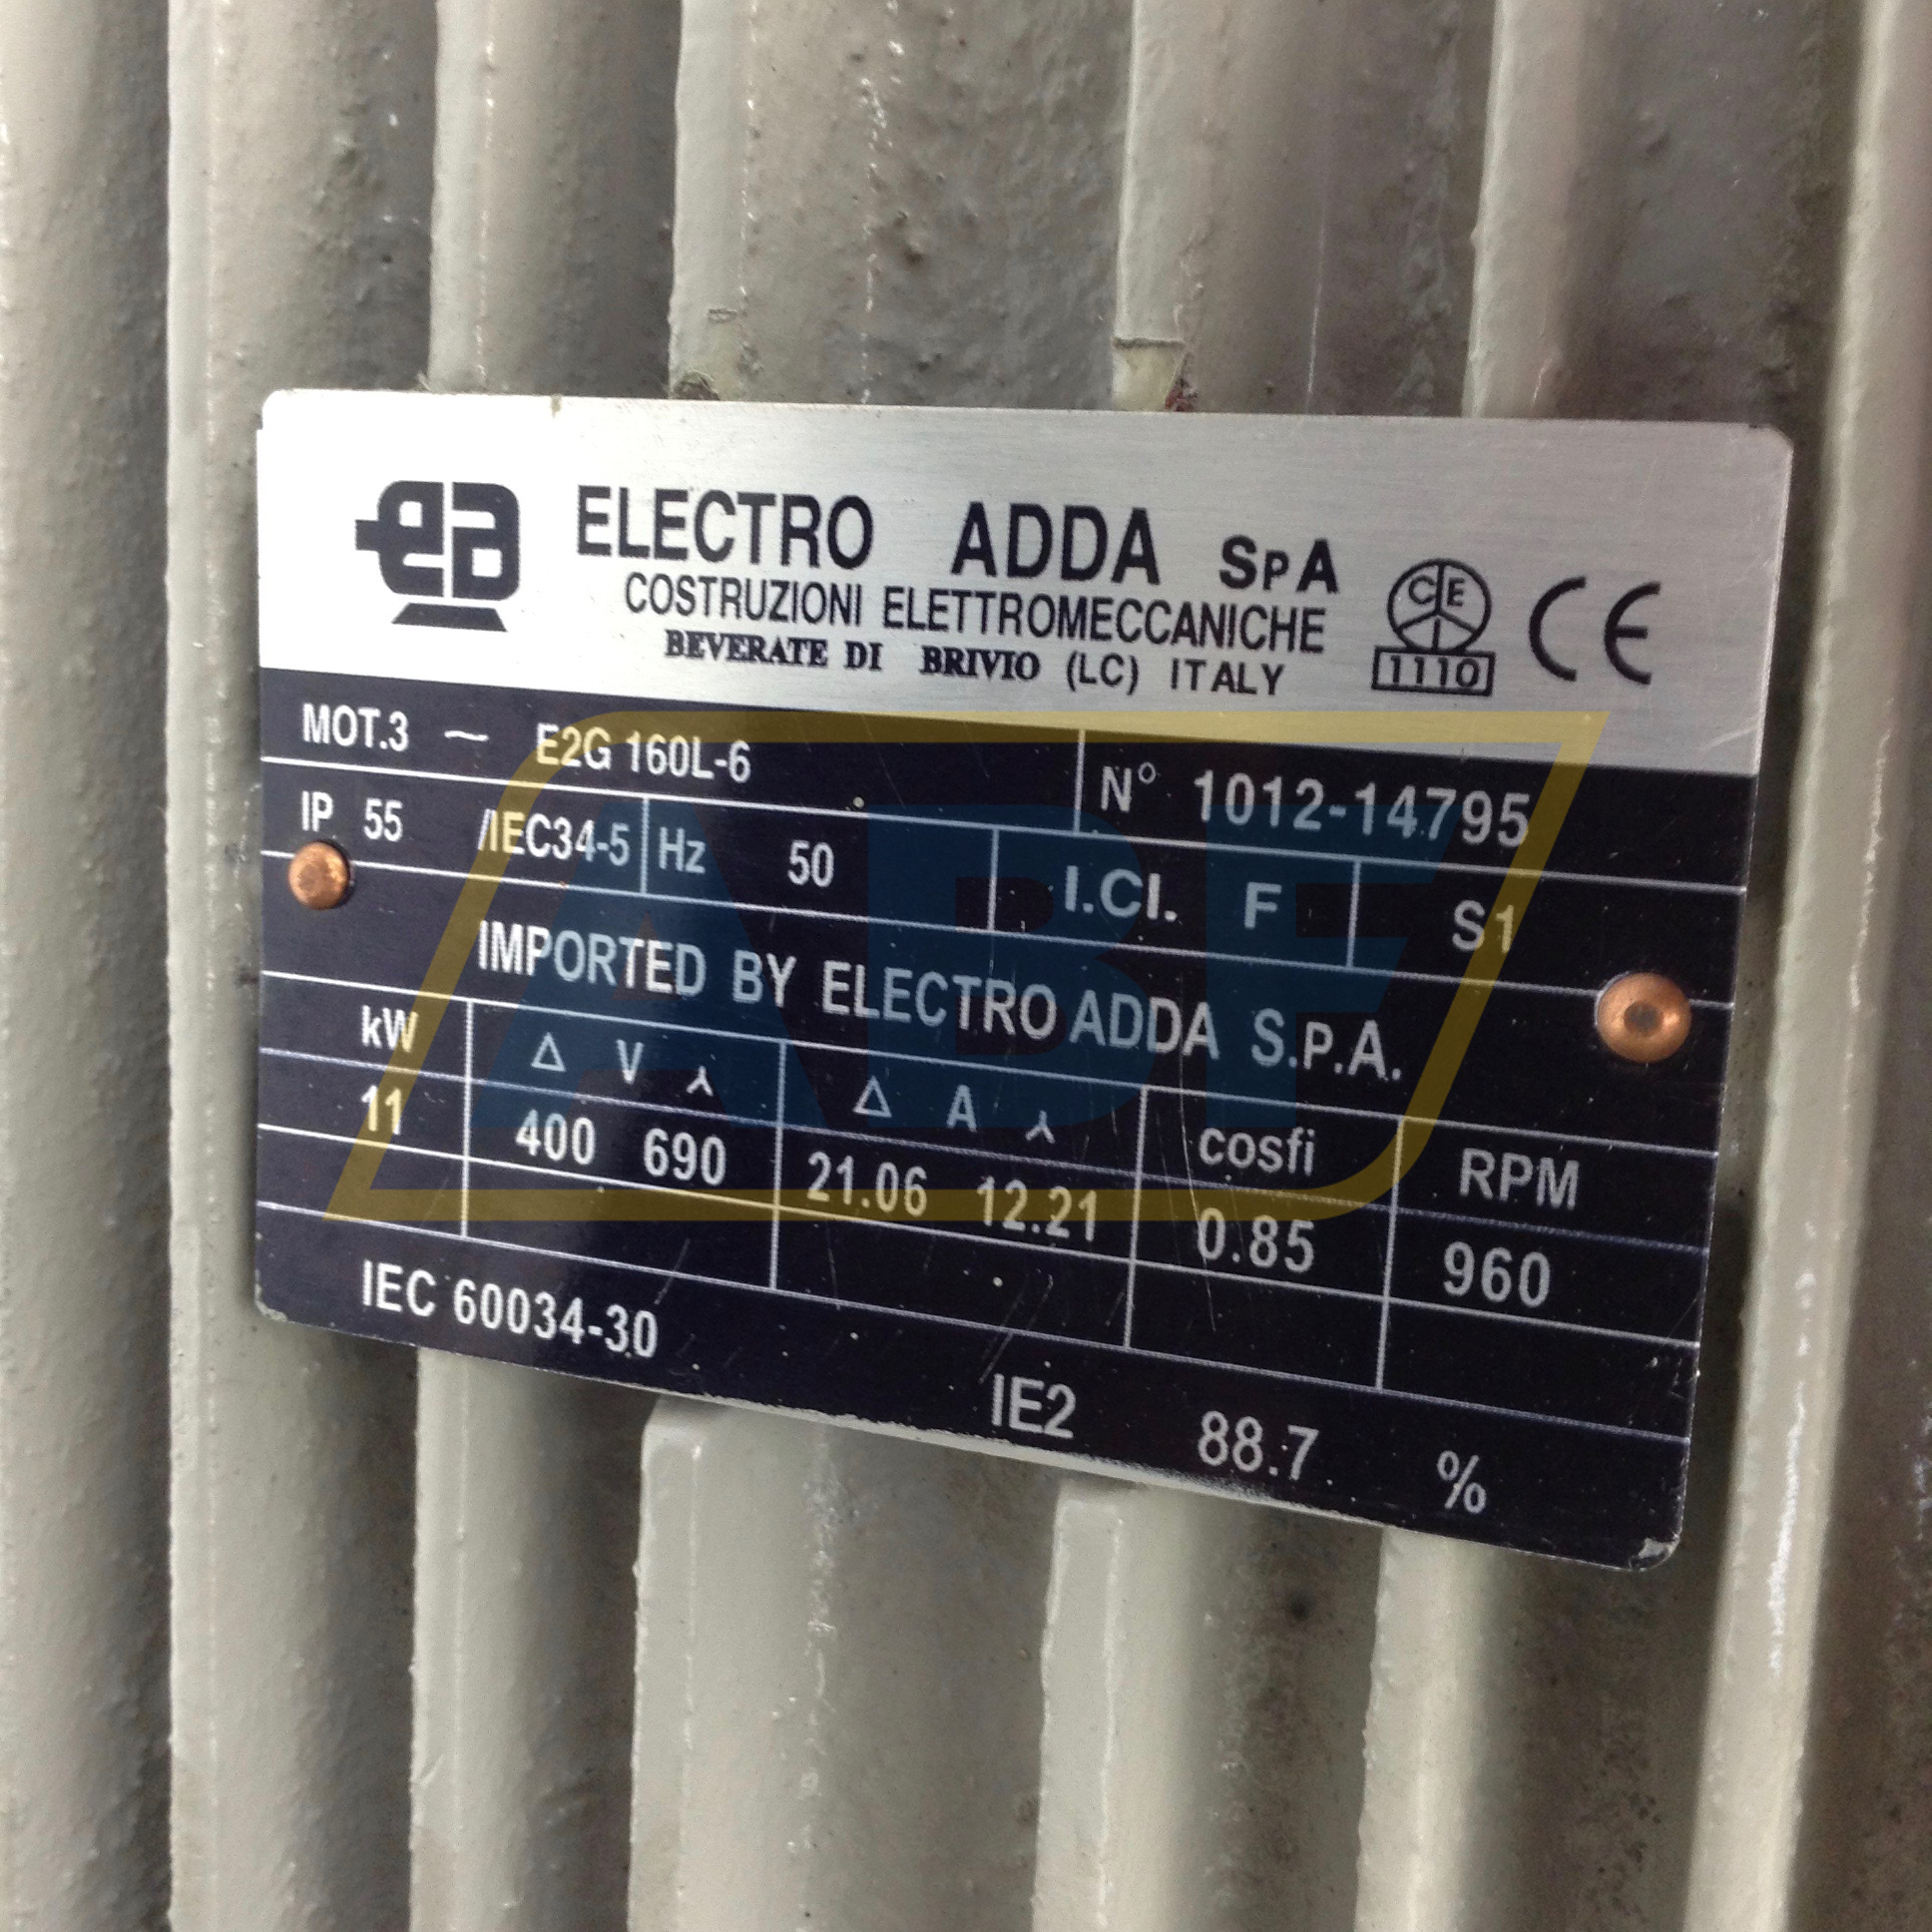 ea ELECTRO ADDA SPA
COSTRUZIONI ELETTROMECCANICHE
BEVERATE DI BRIVIO (LC) ITALY
CE
1110
CE
MOT.3 ~ E2G 160L-6 N° 1012-14795
IP 55 /IEC34-5 Hz 50 I.Cl. F S1
IMPORTED BY ELECTRO ADDA S.P.A.
kW Δ V ⅄ Δ A ⅄ cosfi RPM
11 400 690 21.06 12.21 0.85 960
IEC 60034-30 IE2 88.7 %
ABF